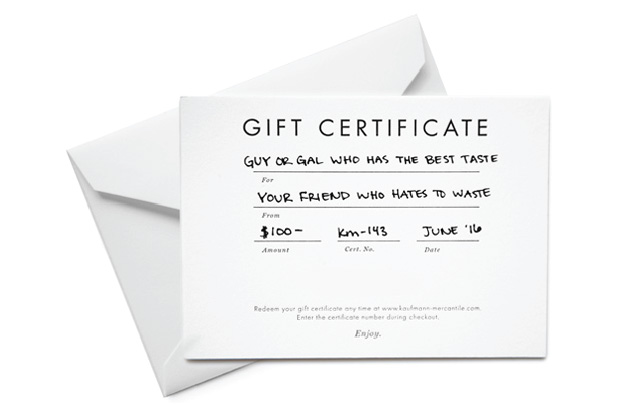 GIFT CERTIFICATE
GUY OR GAL WHO HAS THE BEST TASTE
For
YOUR FRIEND WHO HATES TO WASTE
From
$100- km-143 JUNE '16
Amount Cert. No. Date
Redeem your gift certificate any time at www.kaufmann-mercantile.com.
Enter the certificate number during checkout.
Enjoy.